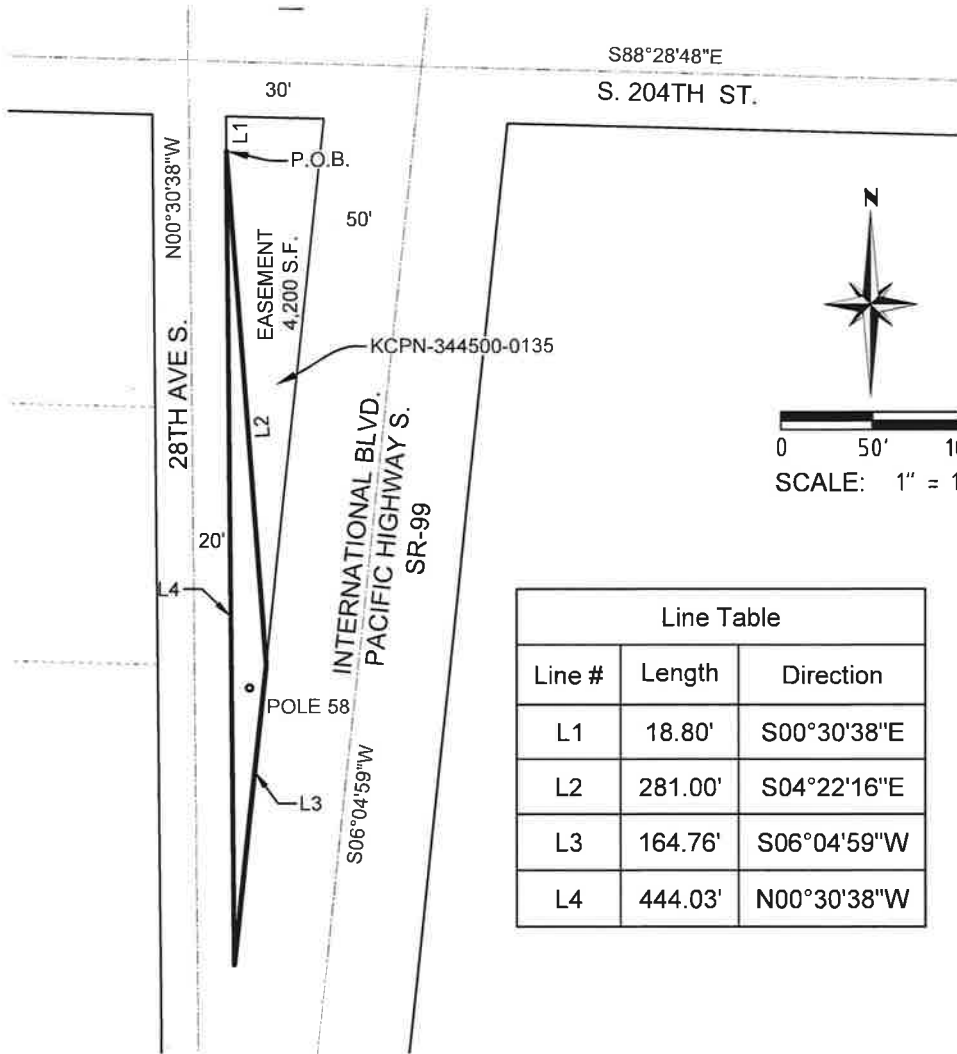 S88°28'48"E
S. 204TH ST.
30'
L1
P.O.B.
N00°30'38"W
50'
EASEMENT
4,200 S.F.
KCPN-344500-0135
28TH AVE S.
L2
INTERNATIONAL BLVD.
PACIFIC HIGHWAY S.
SR-99
20'
L4
POLE 58
L3
S06°04'59"W
N
0 50'
SCALE: 1" =
Line Table
Line # Length Direction
L1 18.80' S00°30'38"E
L2 281.00' S04°22'16"E
L3 164.76' S06°04'59"W
L4 444.03' N00°30'38"W